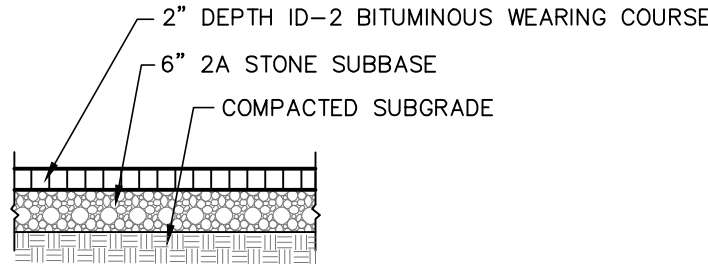 2” DEPTH ID–2 BITUMINOUS WEARING COURSE
6” 2A STONE SUBBASE
COMPACTED SUBGRADE